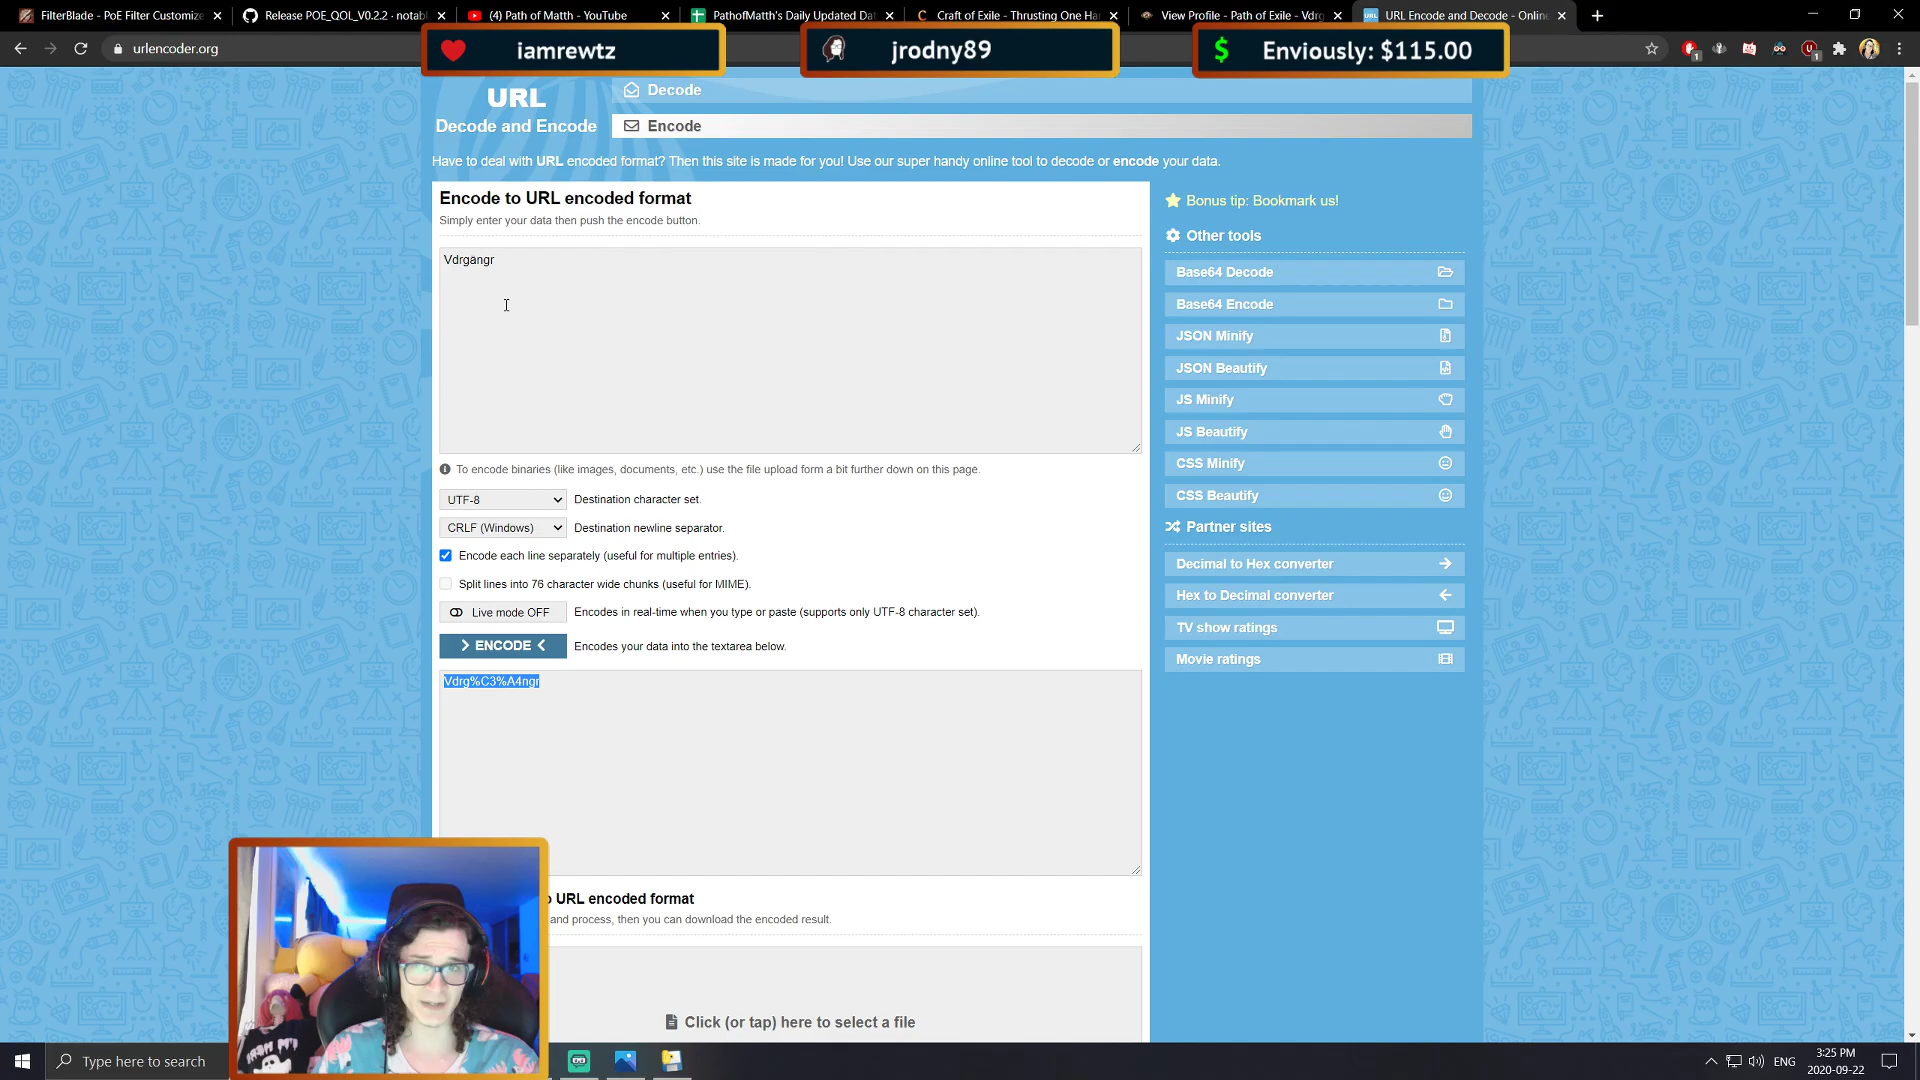 FilterBlade - PoE Filter Customize
Release POE_QOL_V0.2.2 · notabl
(4) Path of Matth - YouTube
PathofMatth's Daily Updated Dat
Craft of Exile - Thrusting One Ha
View Profile - Path of Exile - Vdrg
URL Encode and Decode - Online
urlencoder.org
iamrewtz
jrodny89
$ Enviously: $115.00
URL
Decode and Encode
Decode
Encode
Have to deal with URL encoded format? Then this site is made for you! Use our super handy online tool to decode or encode your data.
Encode to URL encoded format
Simply enter your data then push the encode button.
Vdrgängr
To encode binaries (like images, documents, etc.) use the file upload form a bit further down on this page.
UTF-8 Destination character set.
CRLF (Windows) Destination newline separator.
Encode each line separately (useful for multiple entries).
Split lines into 76 character wide chunks (useful for MIME).
Live mode OFF Encodes in real-time when you type or paste (supports only UTF-8 character set).
> ENCODE < Encodes your data into the textarea below.
Vdrg%C3%A4ngr
URL encoded format
and process, then you can download the encoded result.
Click (or tap) here to select a file
Bonus tip: Bookmark us!
Other tools
Base64 Decode
Base64 Encode
JSON Minify
JSON Beautify
JS Minify
JS Beautify
CSS Minify
CSS Beautify
Partner sites
Decimal to Hex converter
Hex to Decimal converter
TV show ratings
Movie ratings
Type here to search
ENG
3:25 PM
2020-09-22